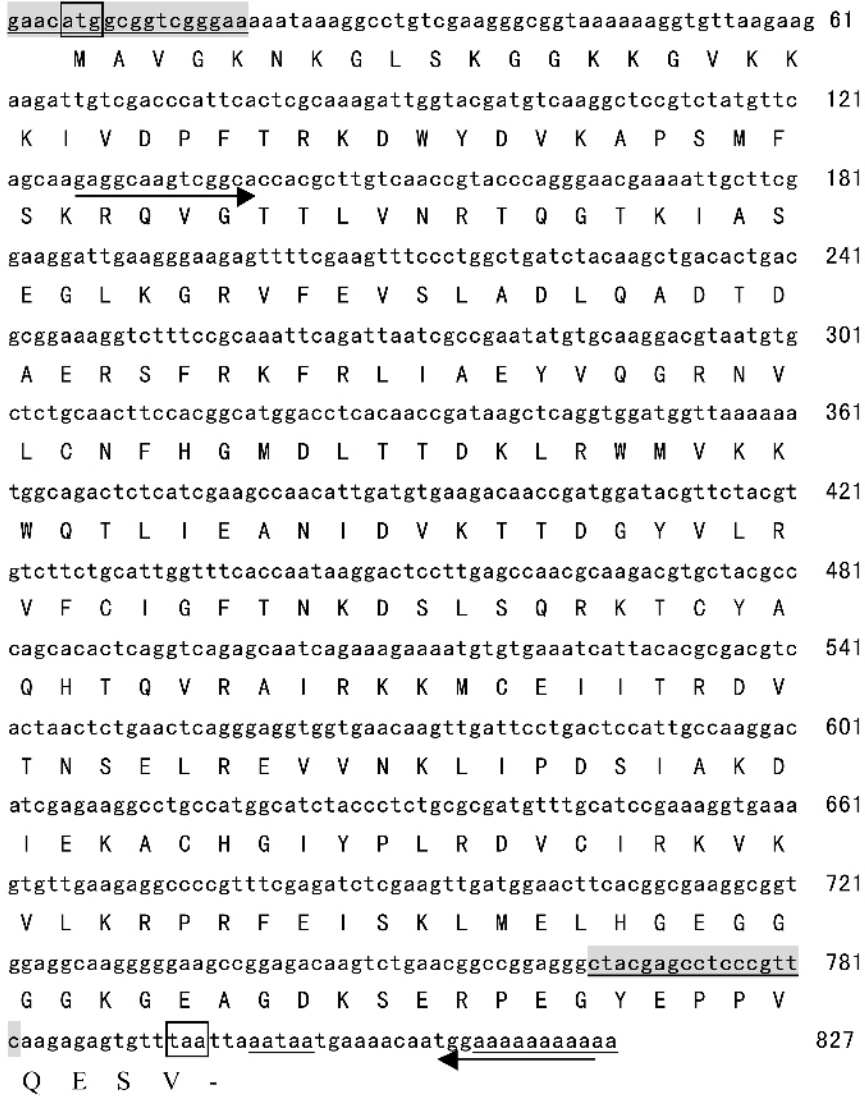 gaacatggcggtcgggaaaaataaaggcctgtcgaagggcggtaaaaaaggtgttaagaag 61
M A V G K N K G L S K G G K K G V K K
aagattgtcgacccattcactcgcaaagattggtacgatgtcaaggctccgtctatgttc 121
K I V D P F T R K D W Y D V K A P S M F
agcaagaggcaagtcggcaccacgcttgtcaaccgtacccagggaacgaaaattgcttcg 181
S K R Q V G T T L V N R T Q G T K I A S
gaaggattgaagggaagagttttcgaagtttccctggctgatctacaagctgacactgac 241
E G L K G R V F E V S L A D L Q A D T D
gcggaaaggtctttccgcaaattcagattaatcgccgaatatgtgcaaggacgtaatgtg 301
A E R S F R K F R L I A E Y V Q G R N V
ctctgcaacttccacggcatggacctcacaaccgataagctcaggtggatggttaaaaaa 361
L C N F H G M D L T T D K L R W M V K K
tggcagactctcatcgaagccaacattgatgtgaagacaaccgatggatacgttctacgt 421
W Q T L I E A N I D V K T T D G Y V L R
gtcttctgcattggtttcaccaataaggactccttgagccaacgcaagacgtgctacgcc 481
V F C I G F T N K D S L S Q R K T C Y A
cagcacactcaggtcagagcaatcagaaagaaaatgtgtgaaatcattacacgcgacgtc 541
Q H T Q V R A I R K K M C E I I T R D V
actaactctgaactcagggaggtggtgaacaagttgattcctgactccattgccaaggac 601
T N S E L R E V V N K L I P D S I A K D
atcgagaaggcctgccatggcatctaccctctgcgcgatgtttgcatccgaaaggtgaaa 661
I E K A C H G I Y P L R D V C I R K V K
gtgttgaagaggccccgtttcgagatctcgaagttgatggaacttcacggcgaaggcggt 721
V L K R P R F E I S K L M E L H G E G G
ggaggcaagggggaagccggagacaagtctgaacggccggagggctacgagcctcccgtt 781
G G K G E A G D K S E R P E G Y E P P V
caagagagtgttttaattaaataatgaaaacaatggaaaaaaaaaaa 827
Q E S V -